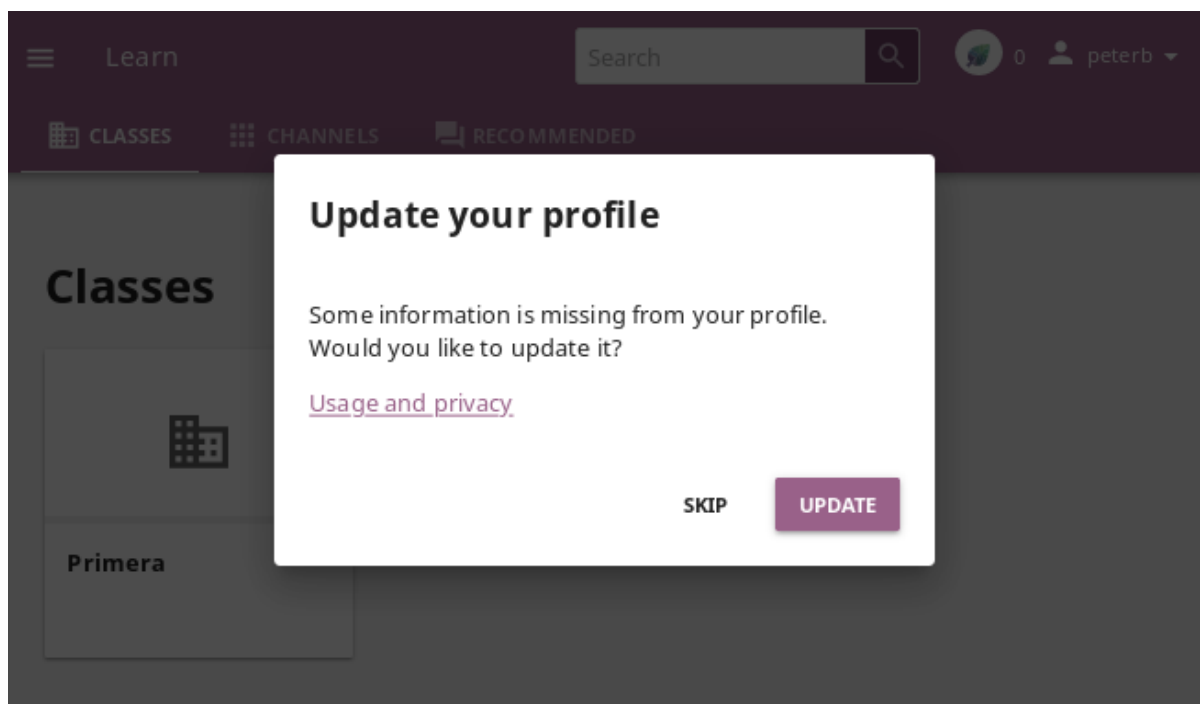 Learn
Search
0
peterb
CLASSES
CHANNELS
RECOMMENDED
Update your profile
Classes
Some information is missing from your profile.
Would you like to update it?
Usage and privacy
SKIP
UPDATE
Primera